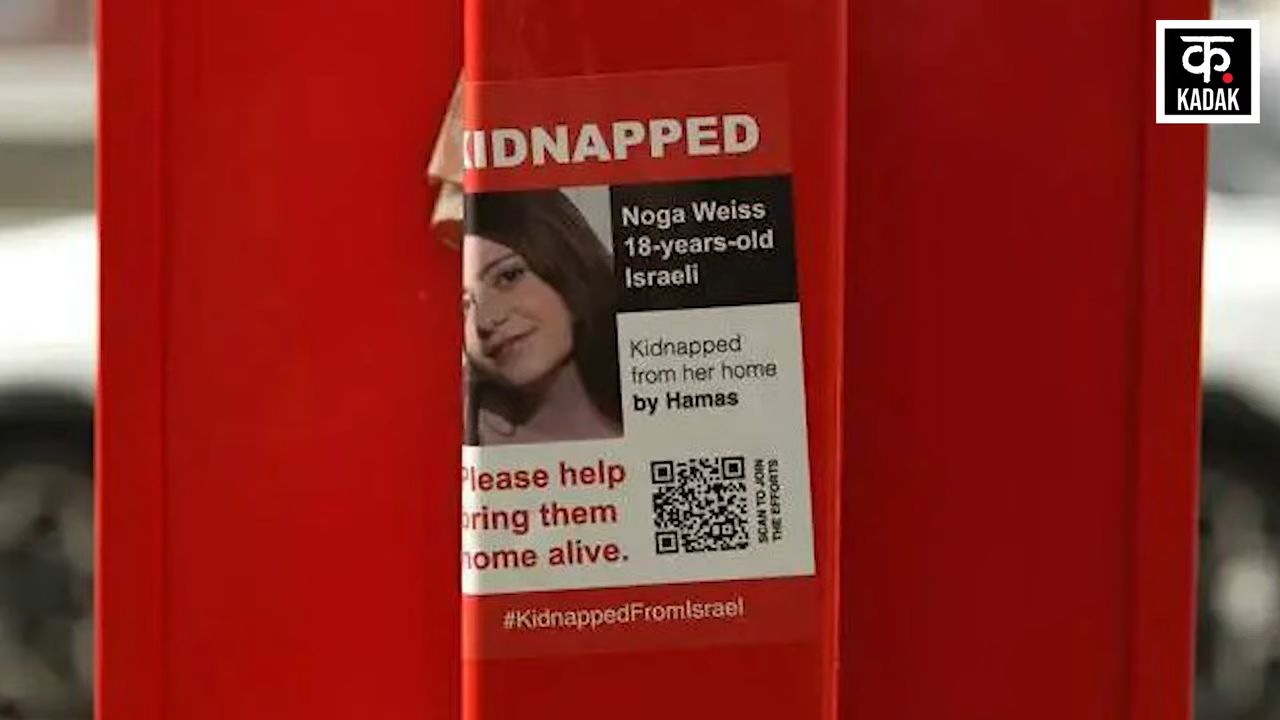 क.
KADAK
KIDNAPPED
Noga Weiss
18-years-old
Israeli
Kidnapped
from her home
by Hamas
Please help
bring them
home alive.
SCAN TO JOIN
THE EFFORTS
#KidnappedFromIsrael